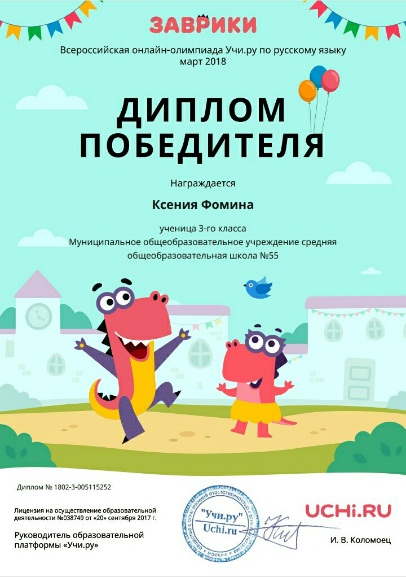 ЗАВРИКИ
Всероссийская онлайн-олимпиада Учи.ру по русскому языку
март 2018
ДИПЛОМ
ПОБЕДИТЕЛЯ
Награждается
Ксения Фомина
ученица 3-го класса
Муниципальное общеобразовательное учреждение средняя
общеобразовательная школа №55
Диплом № 1802-3-005115252
Лицензия на осуществление образовательной
деятельности №038749 от «20» сентября 2017 г.
Руководитель образовательной
платформы «Учи.ру»
"Учи.ру"
Uchi.ru
UCHi.RU
И. В. Коломоец